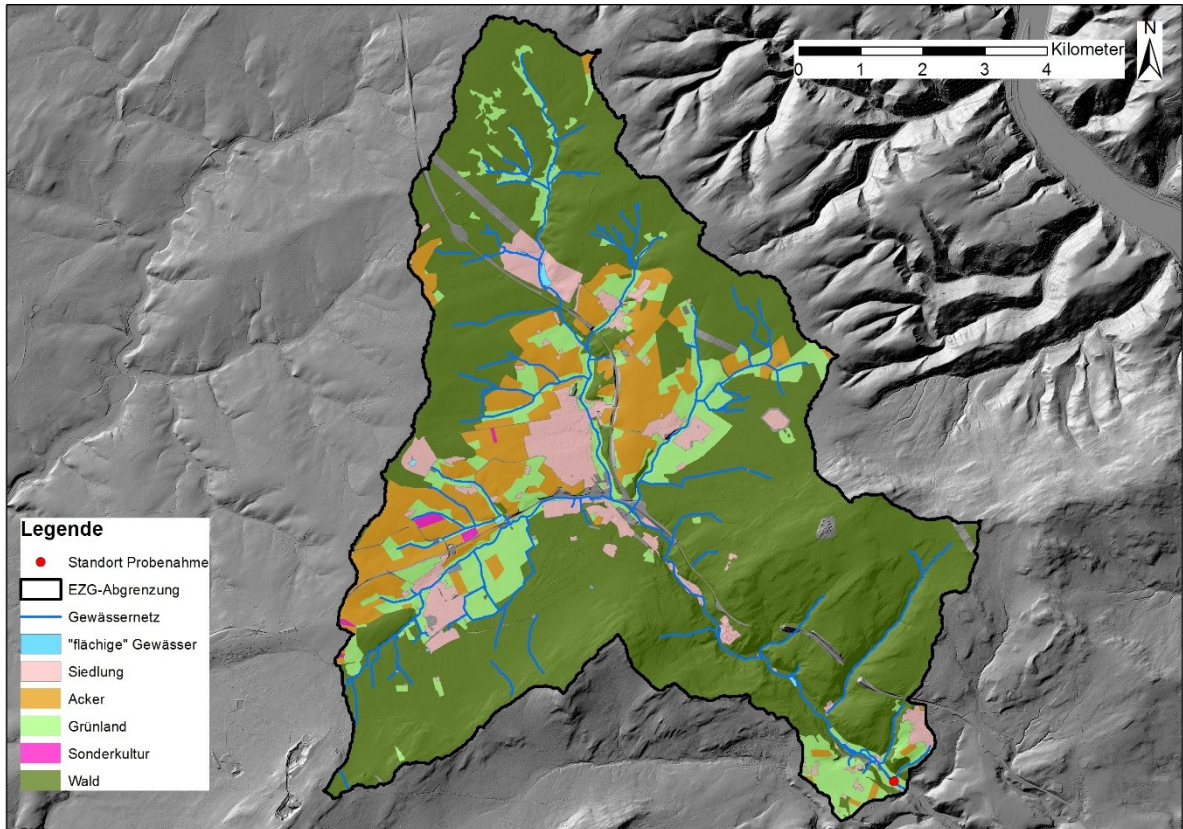 N
Kilometer
0 1 2 3 4
Legende
Standort Probenahme
EZG-Abgrenzung
Gewässernetz
"flächige" Gewässer
Siedlung
Acker
Grünland
Sonderkultur
Wald